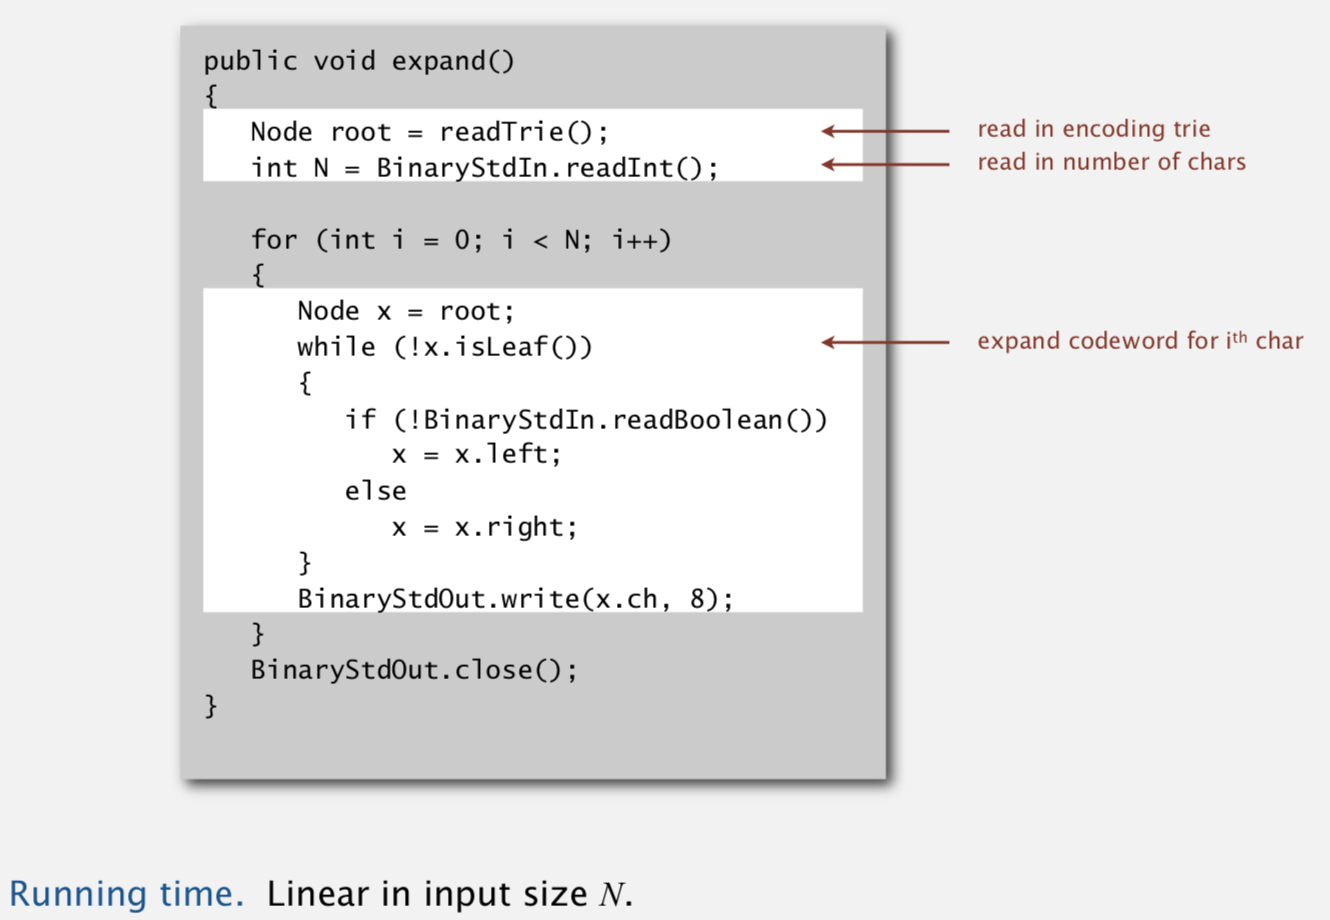 public void expand()
{
Node root = readTrie();
read in encoding trie
int N = BinaryStdIn.readInt();
read in number of chars
for (int i = 0; i < N; i++)
{
Node x = root;
while (!x.isLeaf())
expand codeword for ith char
{
if (!BinaryStdIn.readBoolean())
x = x.left;
else
x = x.right;
}
BinaryStdOut.write(x.ch, 8);
}
BinaryStdOut.close();
}
Running time. Linear in input size N.